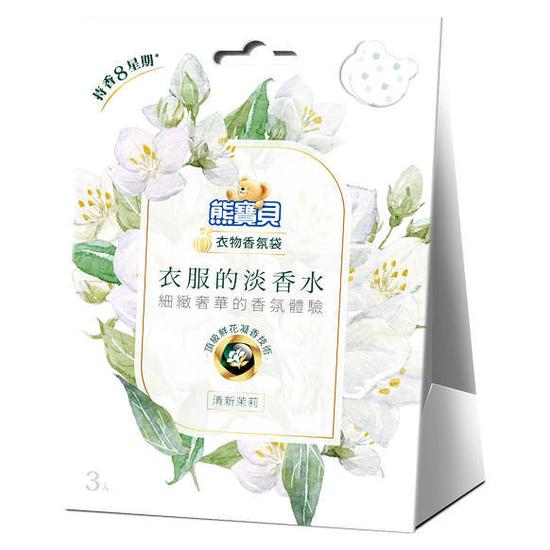 持香8星期*
熊寶貝
衣物香氛袋
衣服的淡香水
細緻奢華的香氛體驗
頂級鮮花凝香技術
清新茉莉
3入